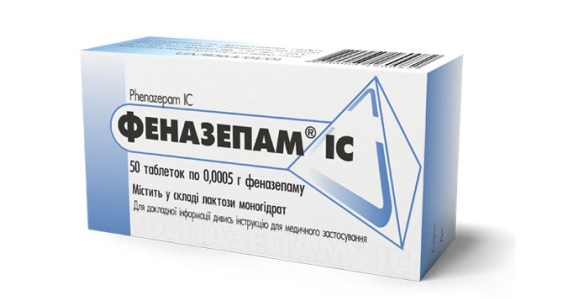 Phenazepam IC
ФЕНАЗЕПАМ® ІС
50 таблеток по 0,0005 г феназепаму
Містить у складі лактози моногідрат
Для докладної інформації дивись інструкцію для медичного застосування